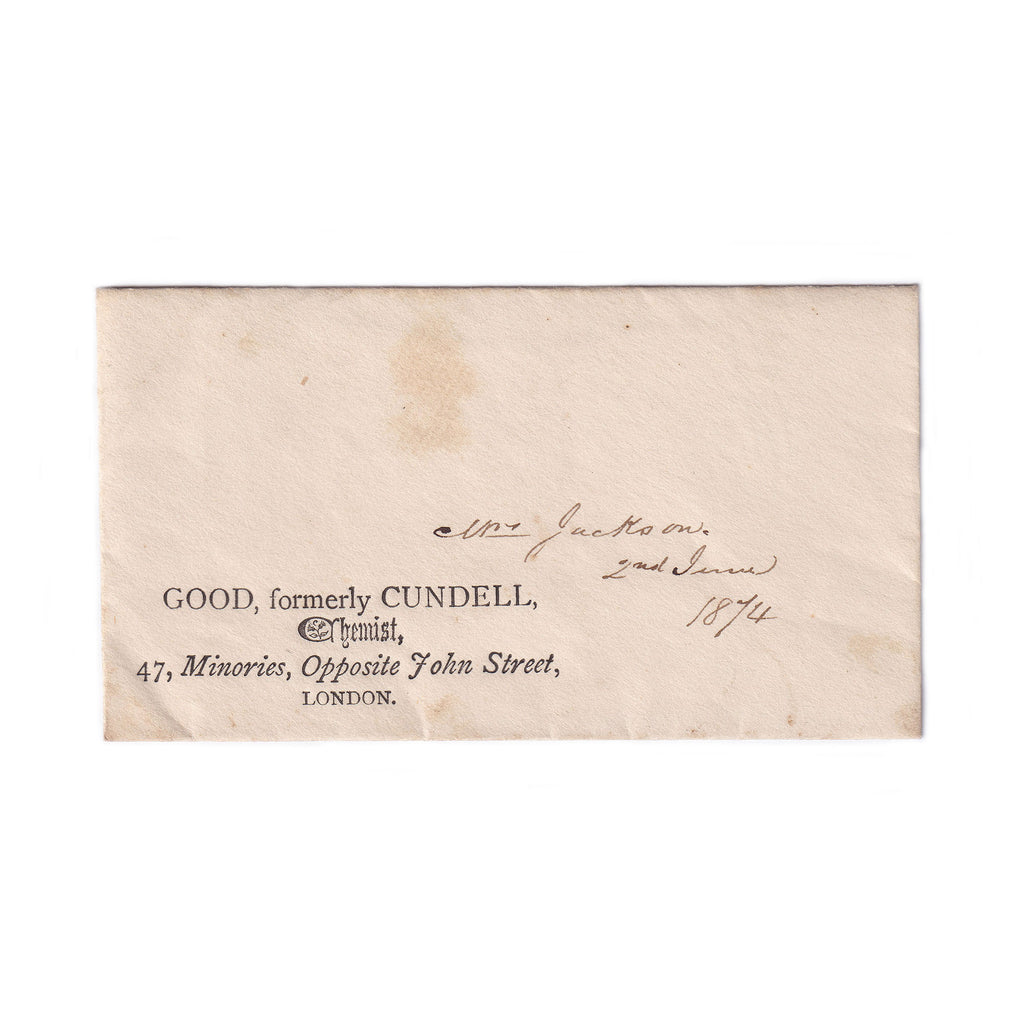 Mrs Jackson.
2nd June
1874
GOOD, formerly CUNDELL,
Chemist,
47, Minories, Opposite John Street,
LONDON.